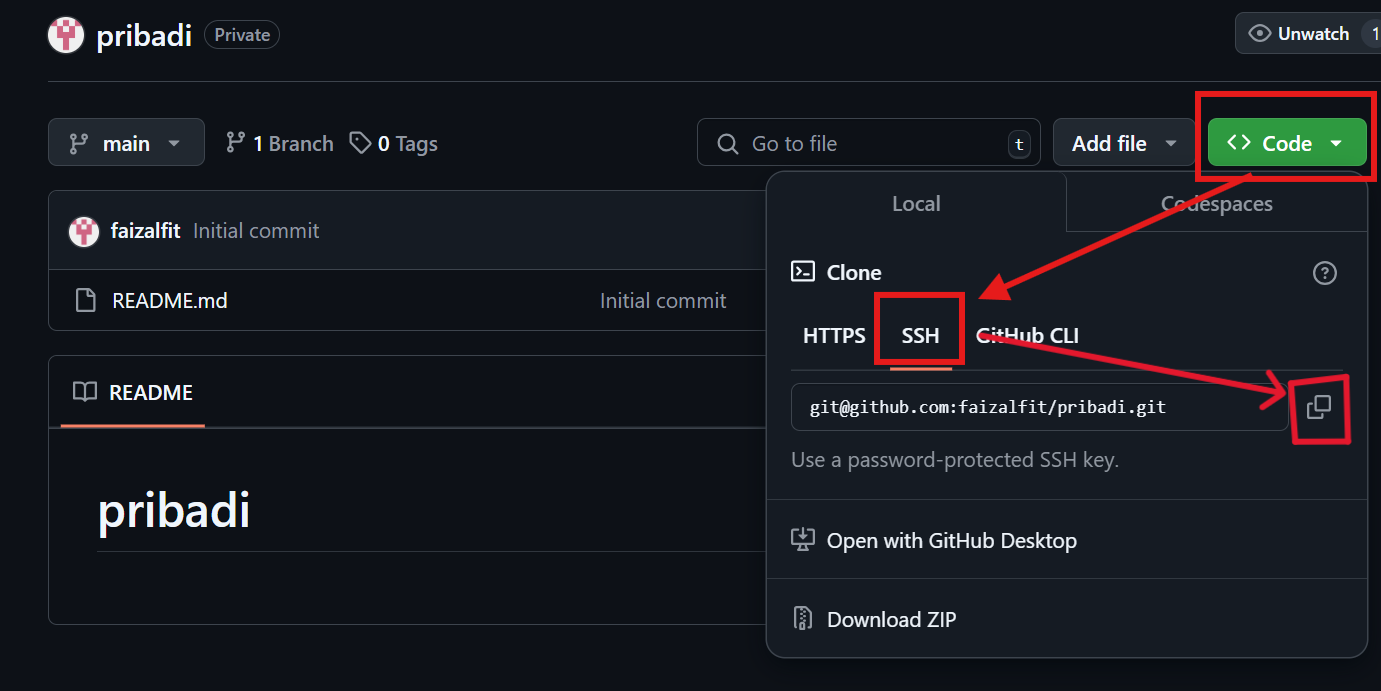 pribadi Private
Unwatch 1
main 1 Branch 0 Tags
Go to file t
Add file
<> Code
faizalfit Initial commit
README.md Initial commit
README
pribadi
Local Codespaces
Clone
HTTPS SSH GitHub CLI
git@github.com:faizalfit/pribadi.git
Use a password-protected SSH key.
Open with GitHub Desktop
Download ZIP